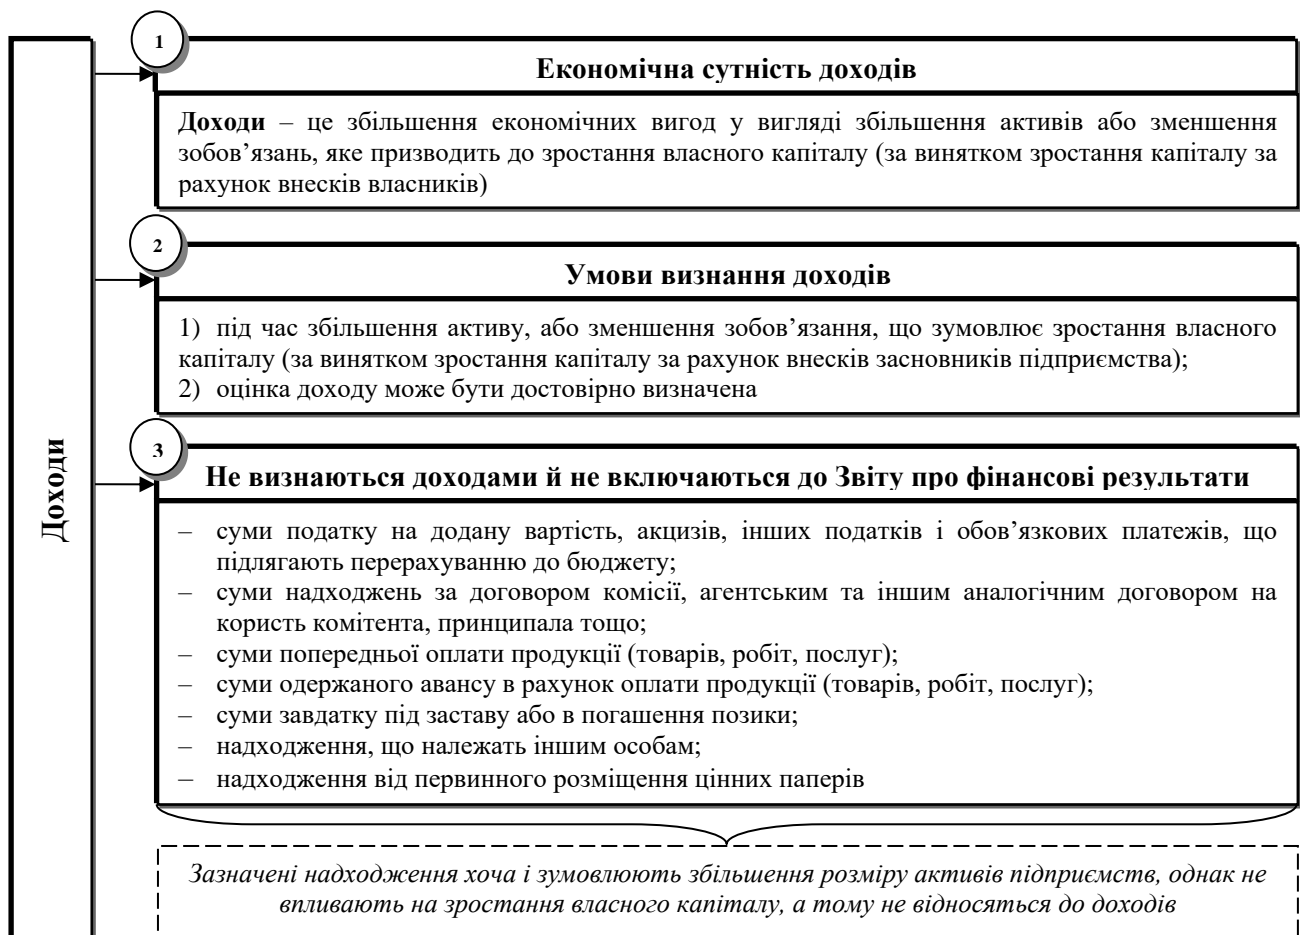 Доходи
1
Економічна сутність доходів
Доходи – це збільшення економічних вигод у вигляді збільшення активів або зменшення
зобов’язань, яке призводить до зростання власного капіталу (за винятком зростання капіталу за
рахунок внесків власників)
2
Умови визнання доходів
1) під час збільшення активу, або зменшення зобов’язання, що зумовлює зростання власного
капіталу (за винятком зростання капіталу за рахунок внесків засновників підприємства);
2) оцінка доходу може бути достовірно визначена
3
Не визнаються доходами й не включаються до Звіту про фінансові результати
– суми податку на додану вартість, акцизів, інших податків і обов’язкових платежів, що
підлягають перерахуванню до бюджету;
– суми надходжень за договором комісії, агентським та іншим аналогічним договором на
користь комітента, принципала тощо;
– суми попередньої оплати продукції (товарів, робіт, послуг);
– суми одержаного авансу в рахунок оплати продукції (товарів, робіт, послуг);
– суми завдатку під заставу або в погашення позики;
– надходження, що належать іншим особам;
– надходження від первинного розміщення цінних паперів
Зазначені надходження хоча і зумовлюють збільшення розміру активів підприємств, однак не
впливають на зростання власного капіталу, а тому не відносяться до доходів